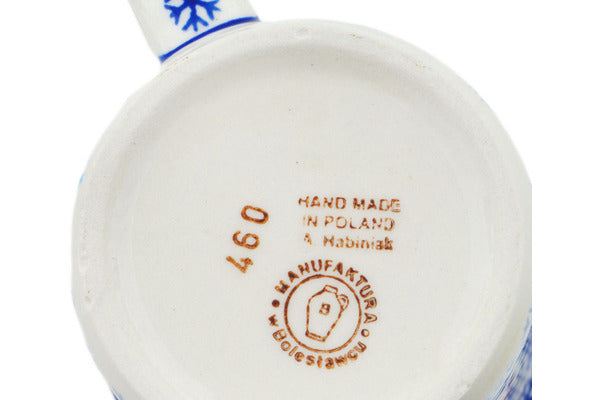 HAND MADE
IN POLAND
A. Habiniak
460
MANUFAKTURA
B
w Bolesławcu